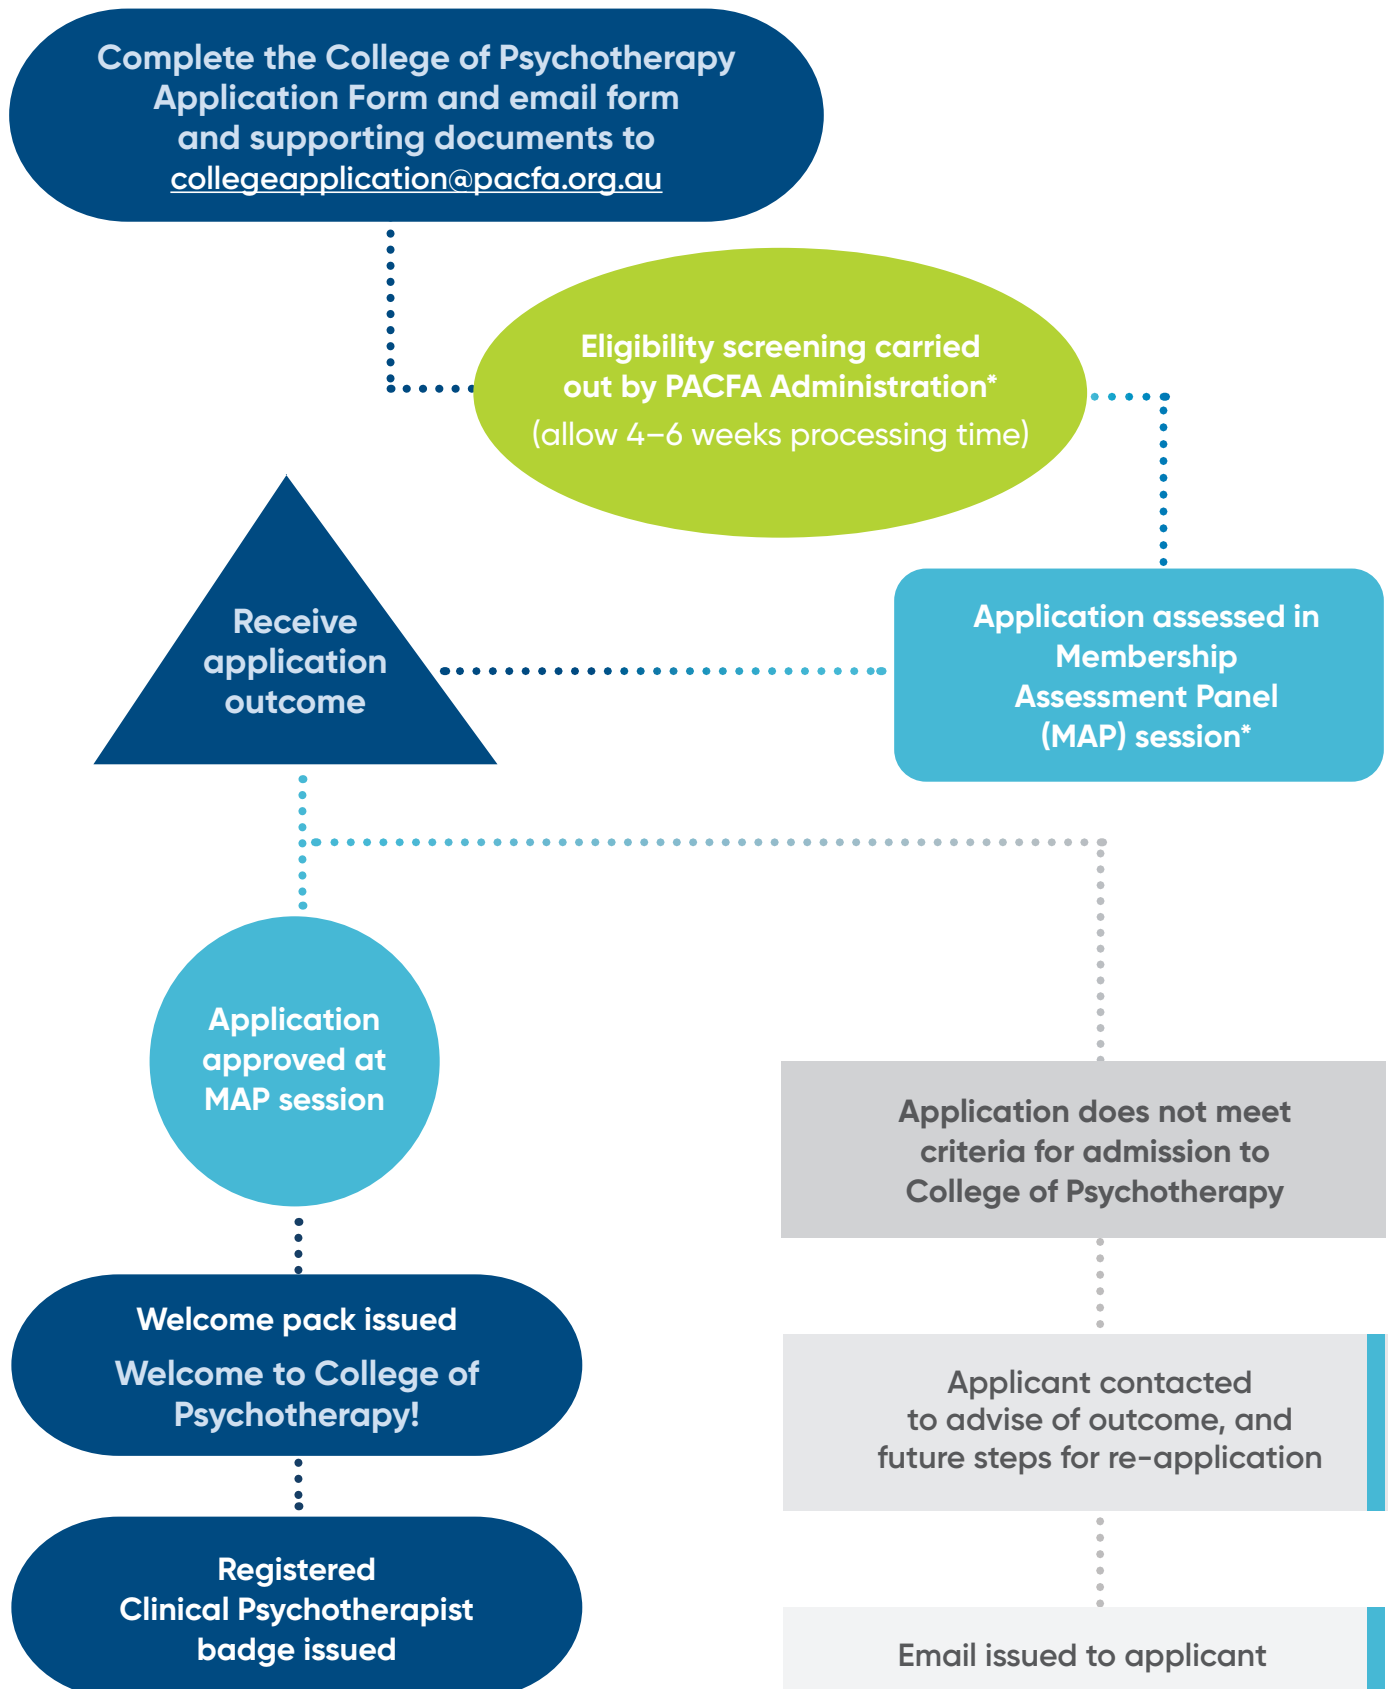 Complete the College of Psychotherapy
Application Form and email form
and supporting documents to
collegeapplication@pacfa.org.au
Eligibility screening carried
out by PACFA Administration*
(allow 4–6 weeks processing time)
Application assessed in
Membership
Assessment Panel
(MAP) session*
Receive
application
outcome
Application
approved at
MAP session
Welcome pack issued
Welcome to College of
Psychotherapy!
Registered
Clinical Psychotherapist
badge issued
Application does not meet
criteria for admission to
College of Psychotherapy
Applicant contacted
to advise of outcome, and
future steps for re-application
Email issued to applicant